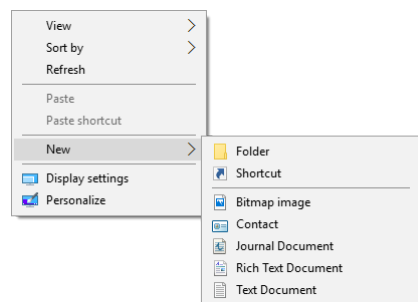 View
Sort by
Refresh
Paste
Paste shortcut
New
Display settings
Personalize
Folder
Shortcut
Bitmap image
Contact
Journal Document
Rich Text Document
Text Document